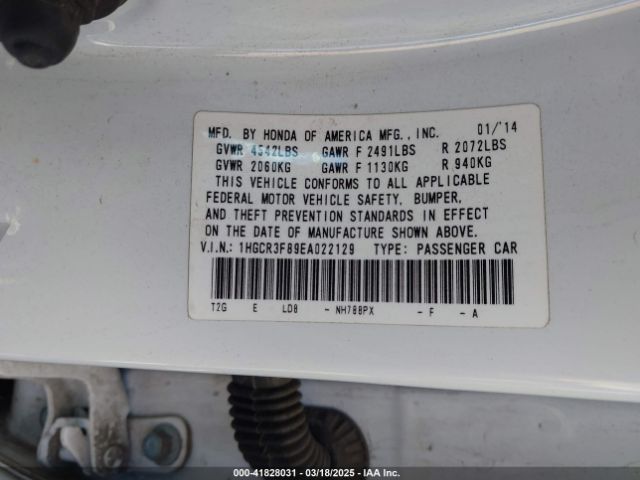 MFD. BY HONDA OF AMERICA MFG., INC. 01/'14
GVWR 4542LBS GAWR F 2491LBS R 2072LBS
GVWR 2060KG GAWR F 1130KG R 940KG
THIS VEHICLE CONFORMS TO ALL APPLICABLE
FEDERAL MOTOR VEHICLE SAFETY, BUMPER,
AND THEFT PREVENTION STANDARDS IN EFFECT
ON THE DATE OF MANUFACTURE SHOWN ABOVE.
V.I.N.: 1HGCR3F89EA022129 TYPE: PASSENGER CAR
T2G E LD8 - NH788PX - F - A
000-41828031 — 03/18/2025 — IAA Inc.